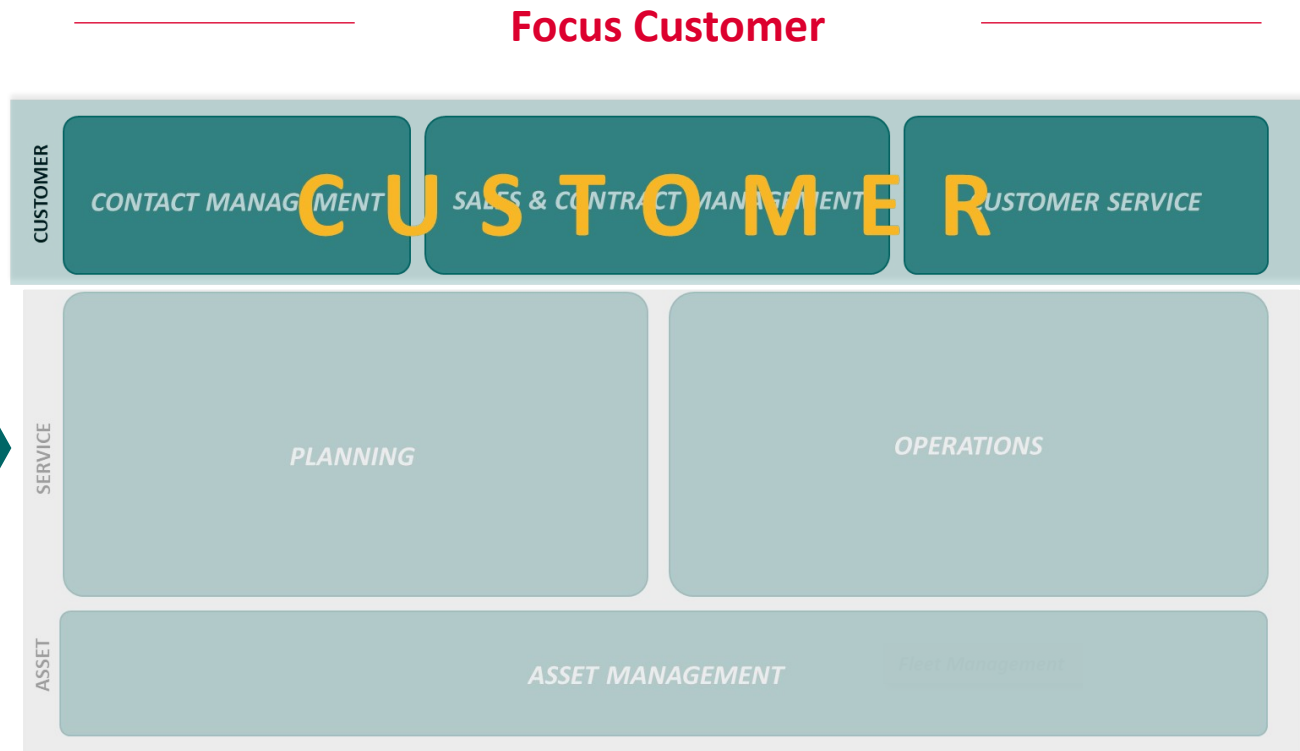 Focus Customer
CUSTOMER
CONTACT MANAGEMENT
SALES & CONTRACT MANAGEMENT
CUSTOMER SERVICE
CUSTOMER
SERVICE
PLANNING
OPERATIONS
ASSET
ASSET MANAGEMENT
Fleet Management